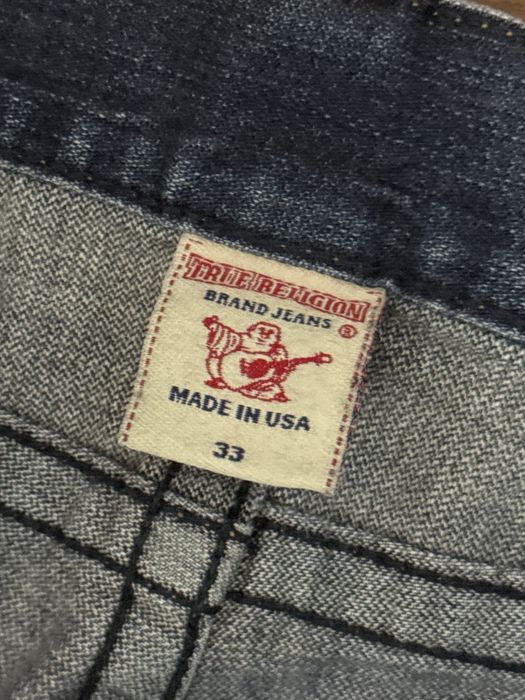 TRUE RELIGION
BRAND JEANS ®
MADE IN USA
33